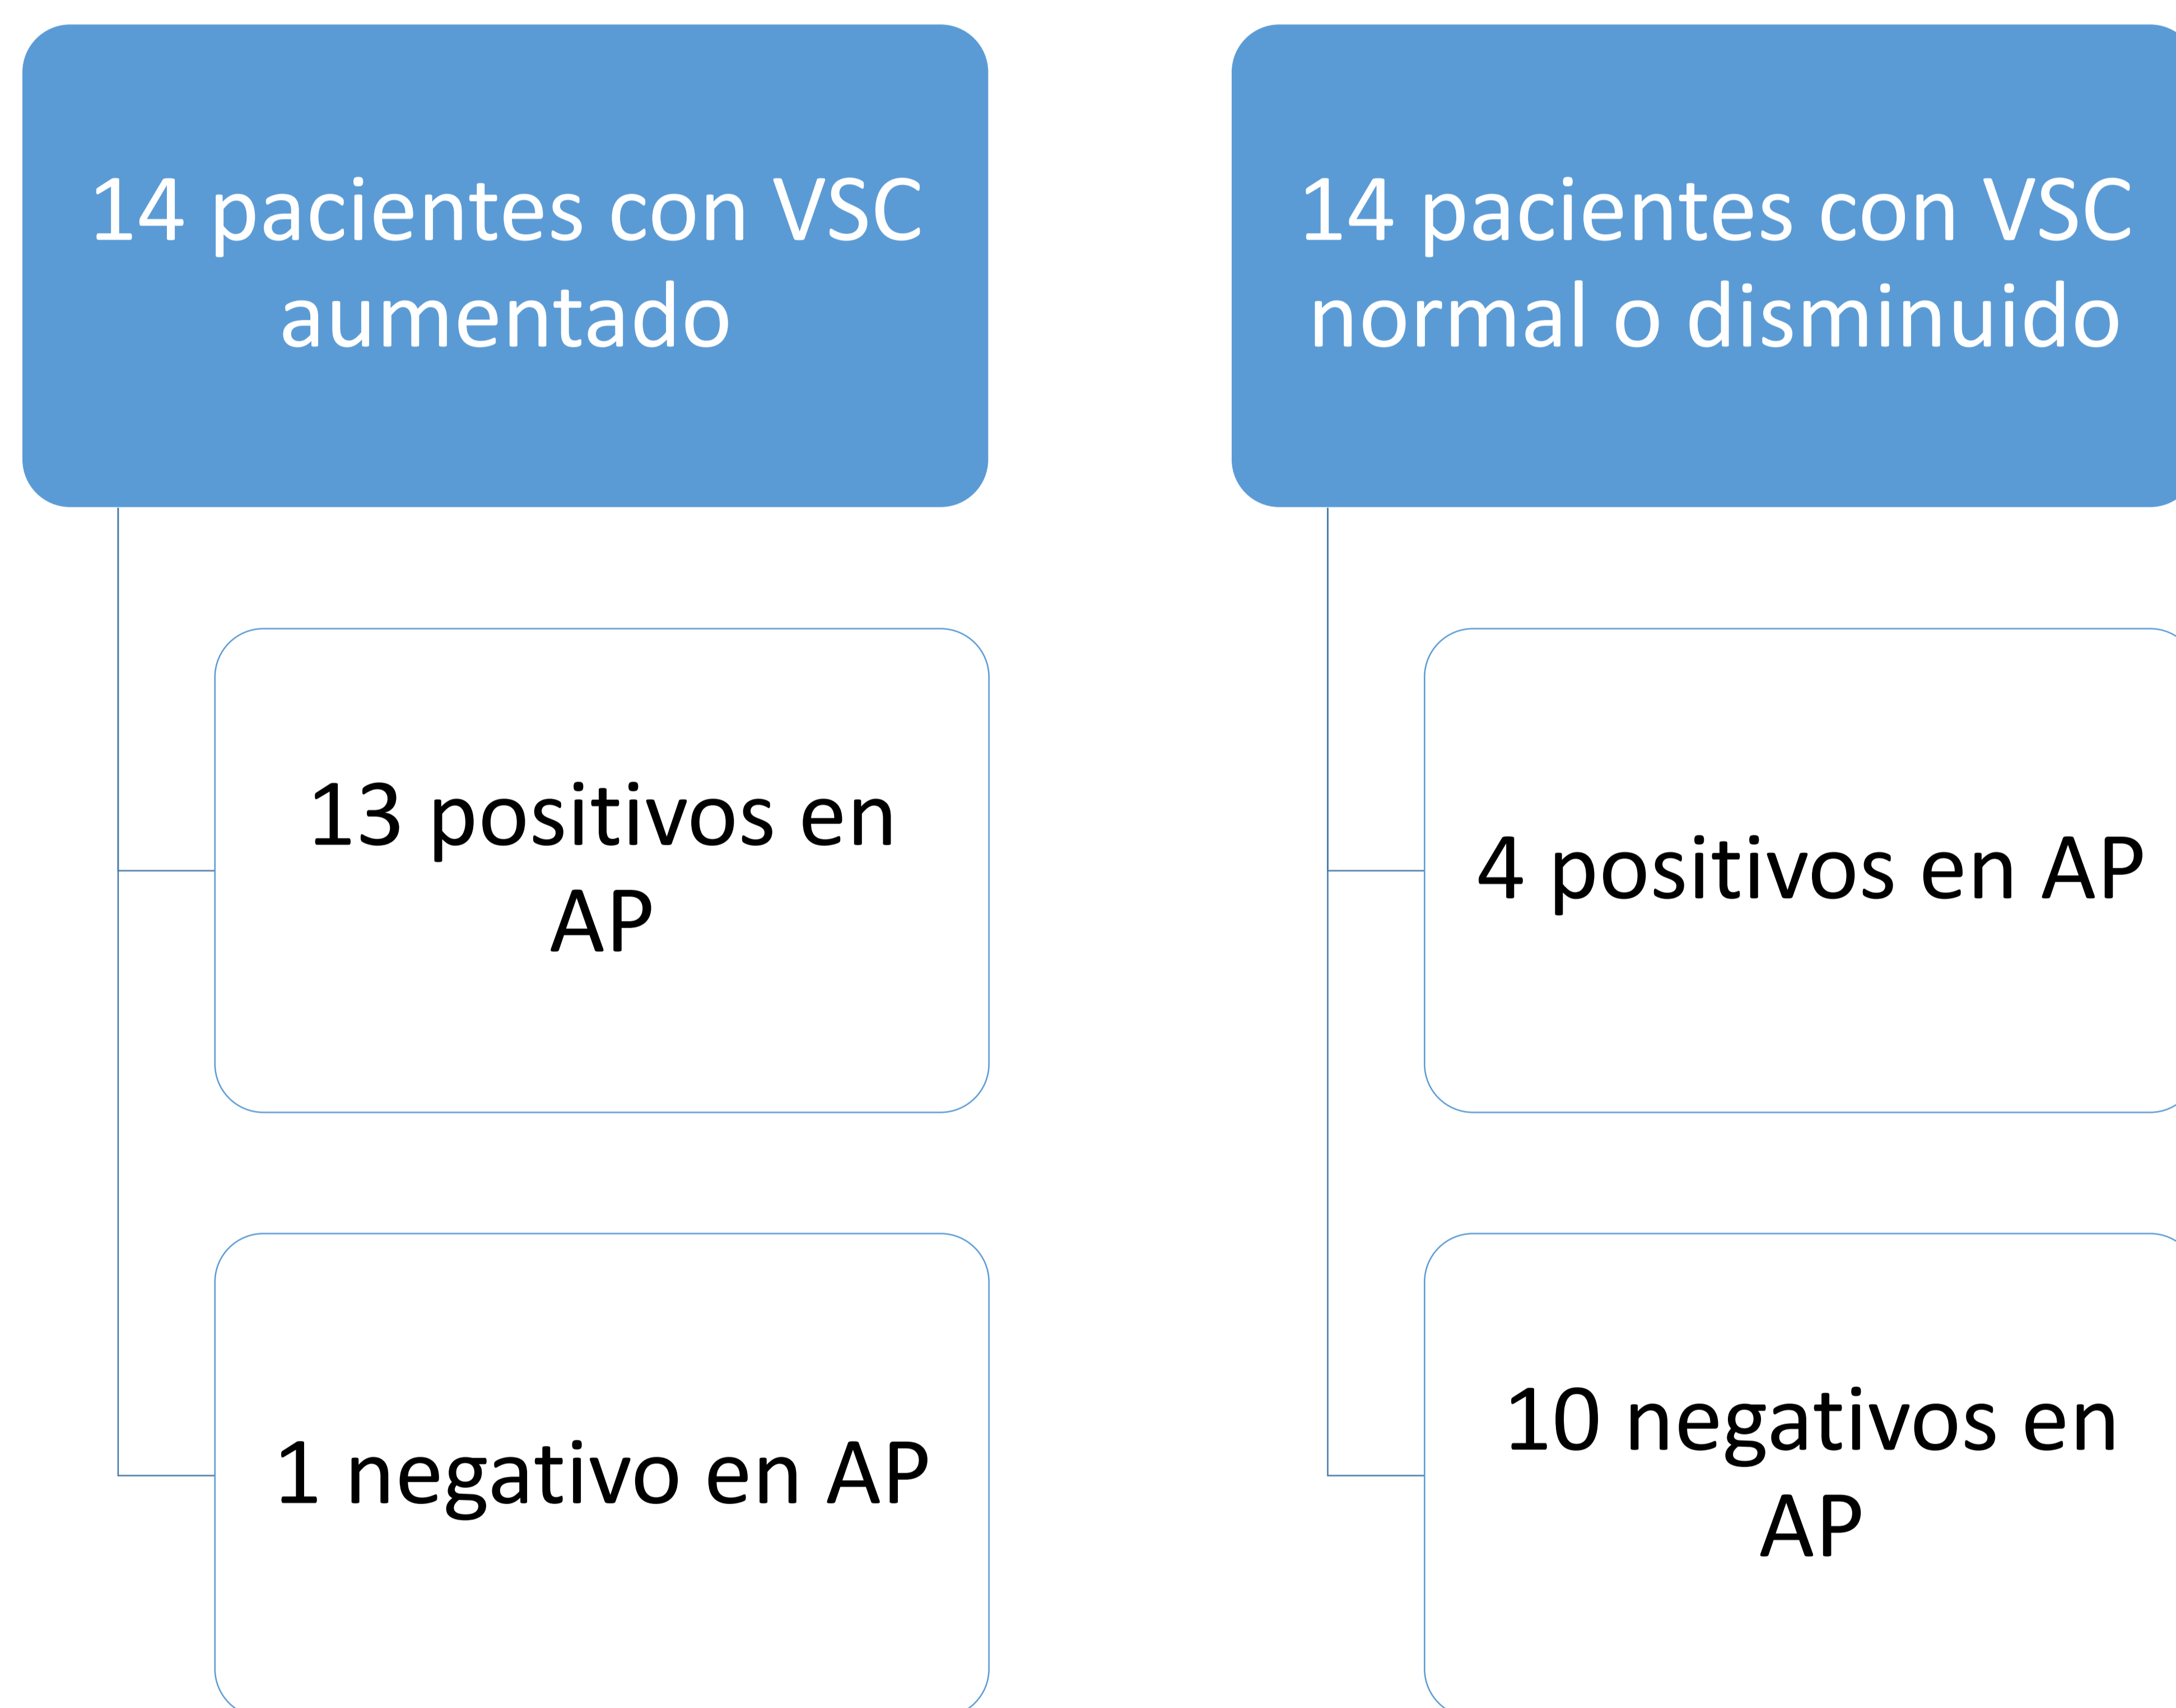 14 pacientes con VSC
aumentado
13 positivos en
AP
1 negativo en AP
14 pacientes con VSC
normal o disminuido
4 positivos en AP
10 negativos en
AP